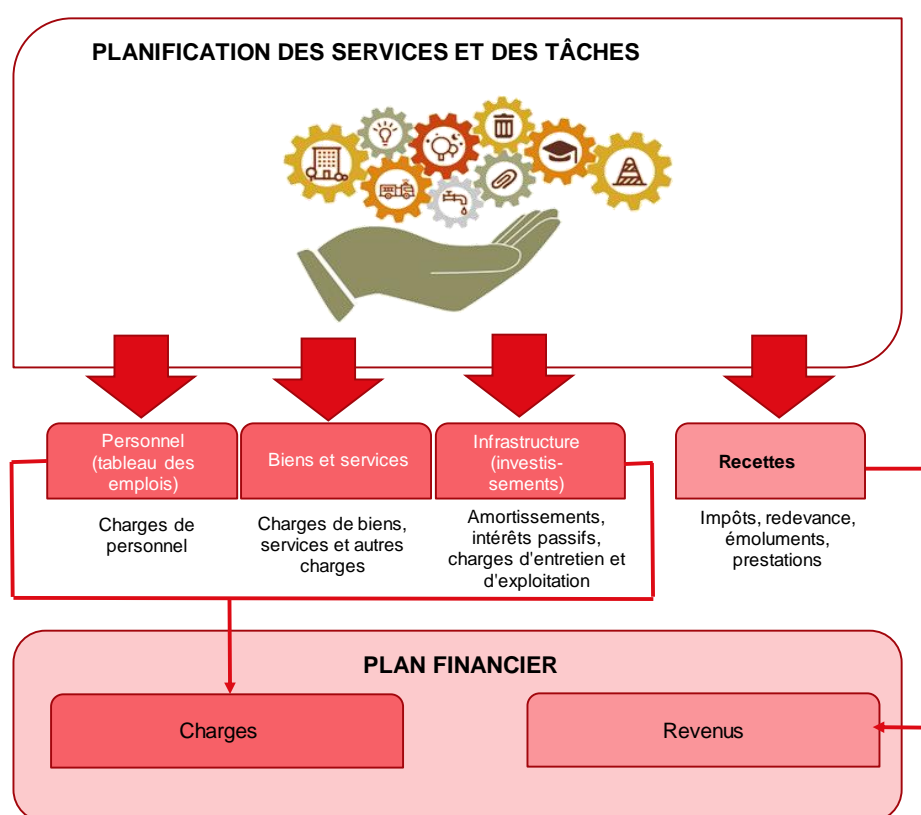 PLANIFICATION DES SERVICES ET DES TÂCHES
Personnel
(tableau des
emplois)
Charges de
personnel
Biens et services
Charges de biens,
services et autres
charges
Infrastructure
(investis-
sements)
Amortissements,
intérêts passifs,
charges d'entretien et
d'exploitation
Recettes
Impôts, redevance,
émoluments,
prestations
PLAN FINANCIER
Charges
Revenus